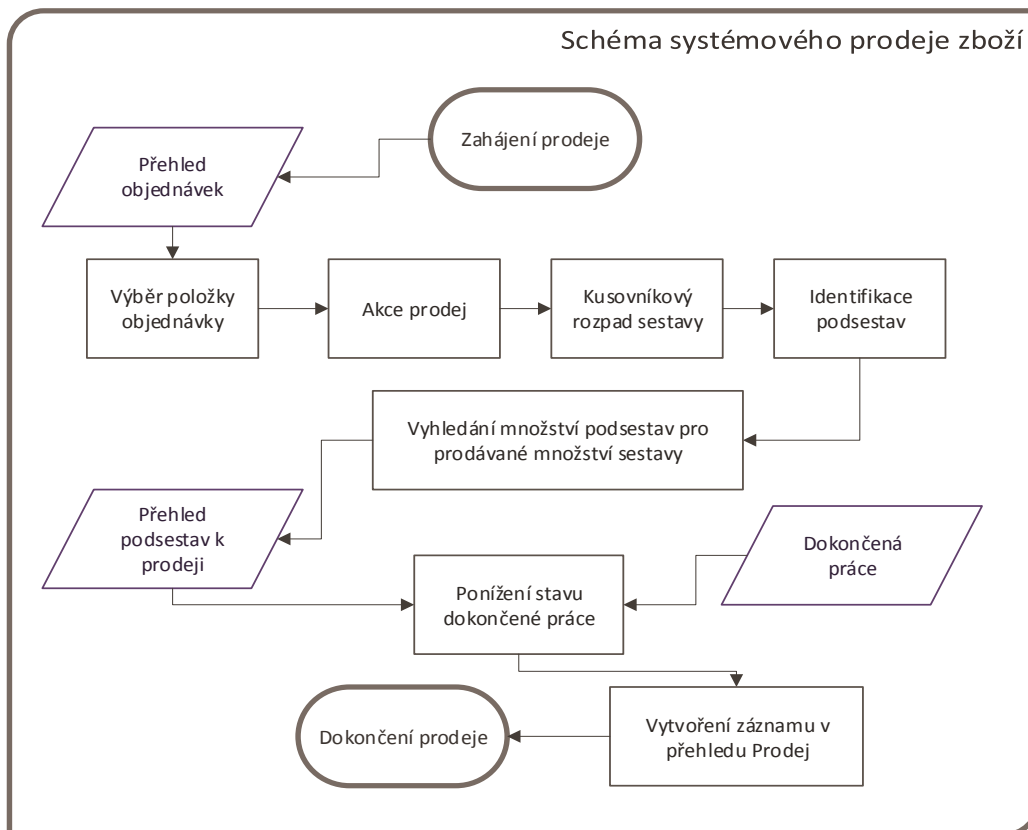 Schéma systémového prodeje zboží
Zahájení prodeje
Přehled
objednávek
Výběr položky
objednávky
Akce prodej
Kusovníkový
rozpad sestavy
Identifikace
podsestav
Vyhledání množství podsestav pro
prodávané množství sestavy
Přehled
podsestav k
prodeji
Dokončená
práce
Ponížení stavu
dokončené práce
Vytvoření záznamu v
přehledu Prodej
Dokončení prodeje